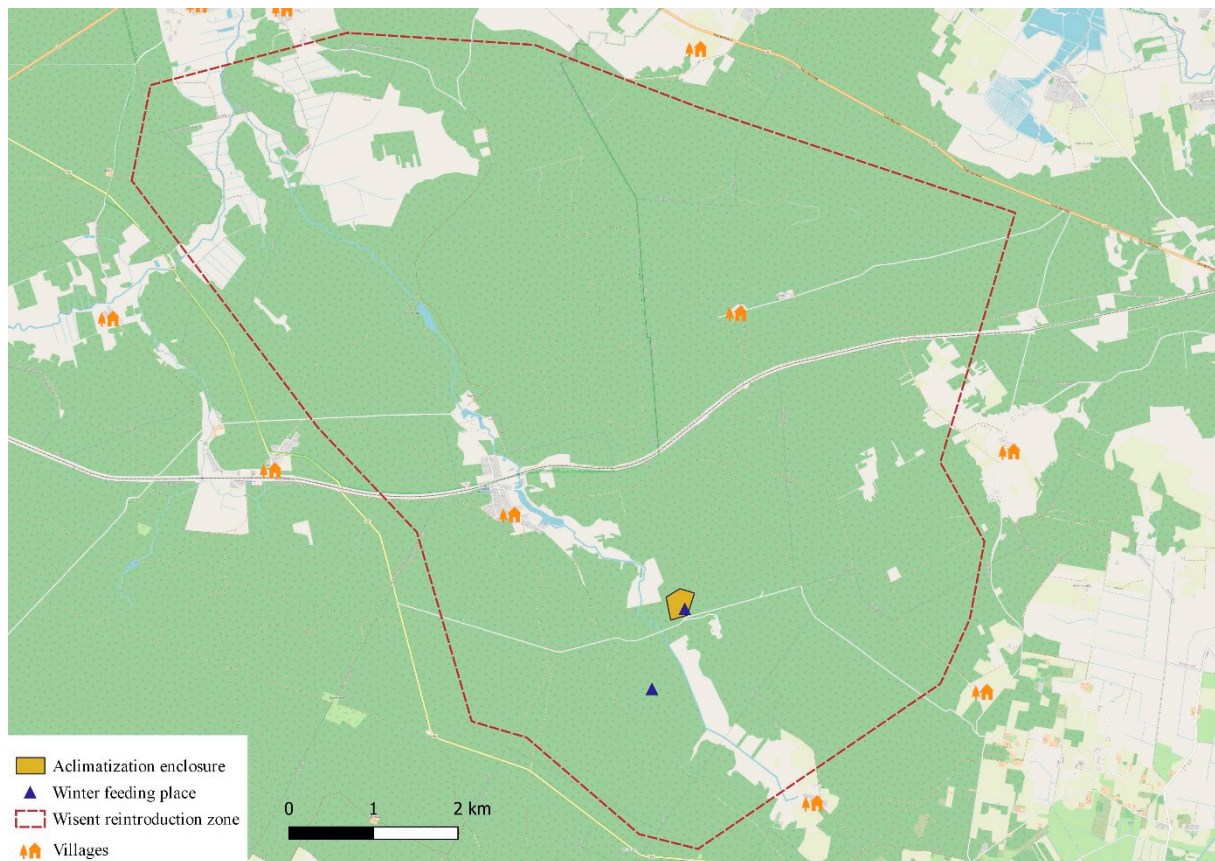 Aclimatization enclosure
Winter feeding place
Wisent reintroduction zone
Villages
0 1 2 km